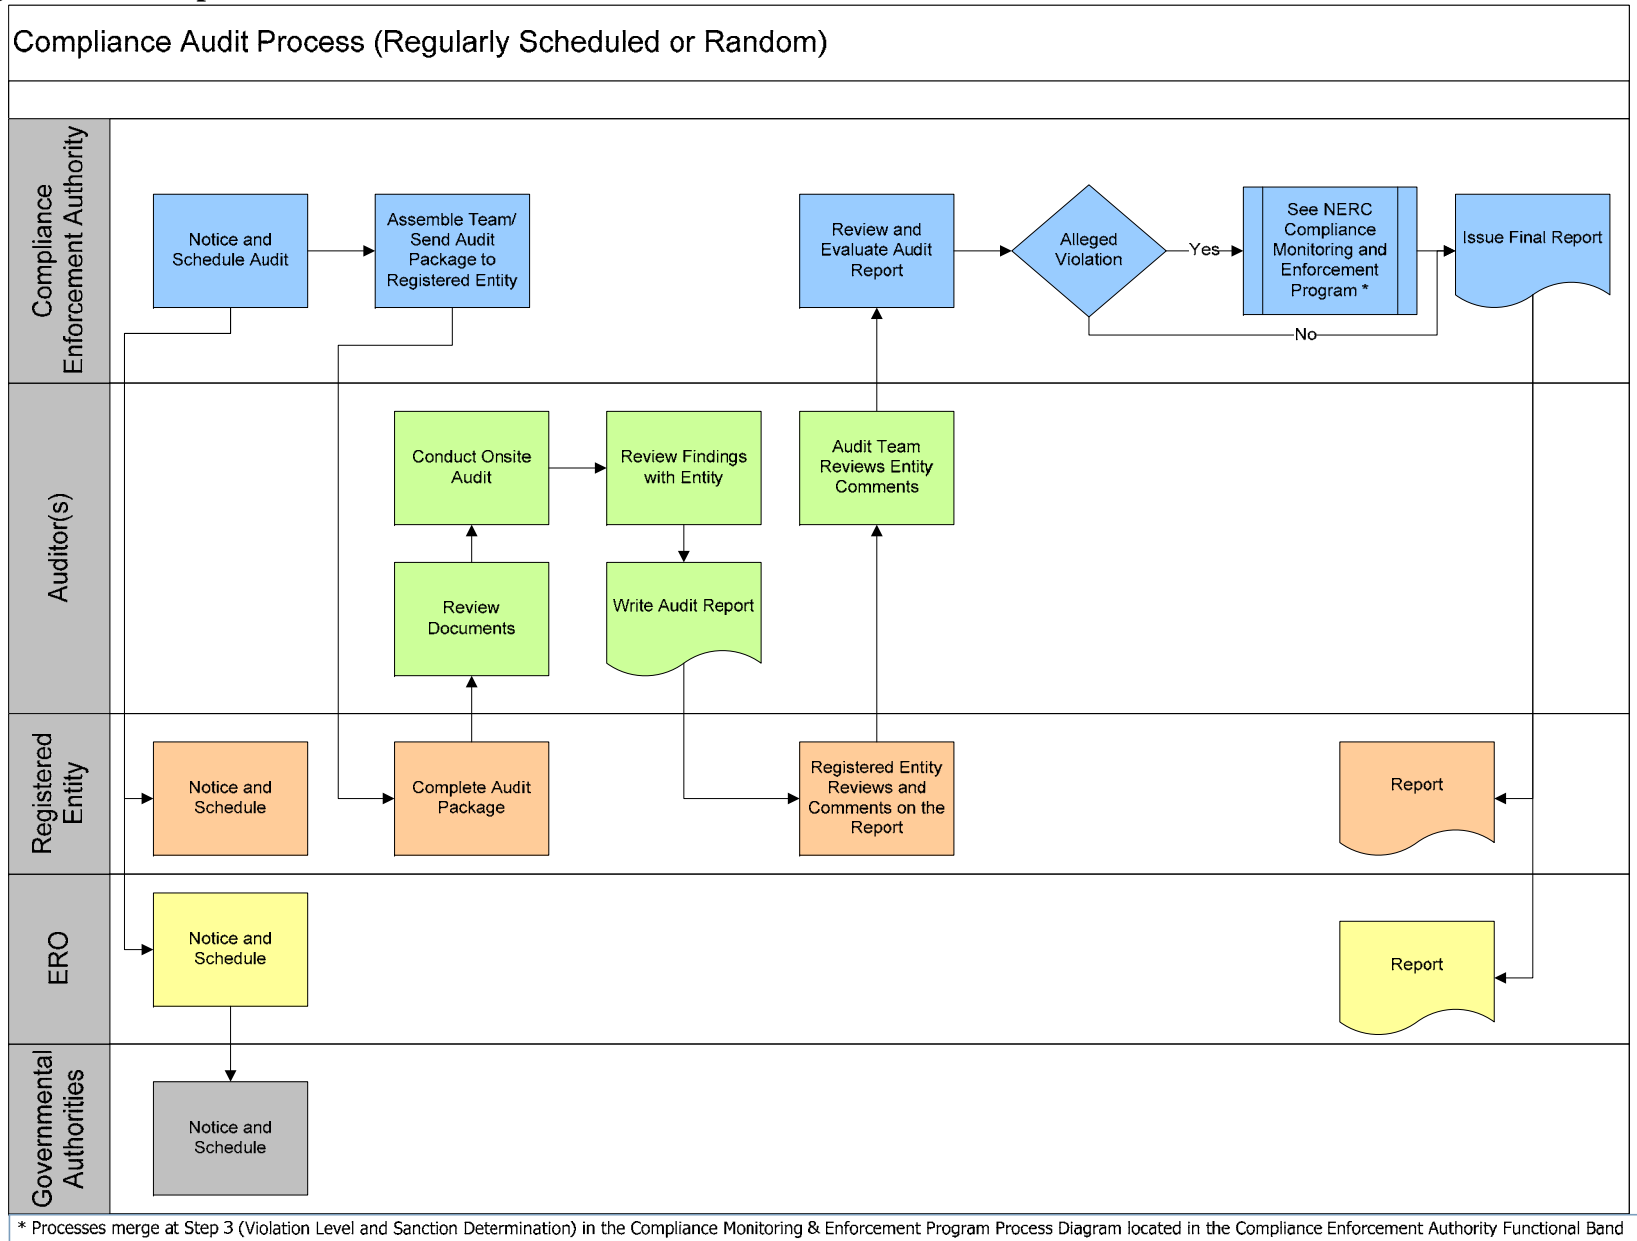 Compliance Audit Process (Regularly Scheduled or Random)
Compliance
Enforcement Authority
Notice and
Schedule Audit
Assemble Team/
Send Audit
Package to
Registered Entity
Review and
Evaluate Audit
Report
Alleged
Violation
Yes
No
See NERC
Compliance
Monitoring and
Enforcement
Program *
Issue Final Report
Auditor(s)
Conduct Onsite
Audit
Review Findings
with Entity
Audit Team
Reviews Entity
Comments
Review
Documents
Write Audit Report
Registered
Entity
Notice and
Schedule
Complete Audit
Package
Registered Entity
Reviews and
Comments on the
Report
Report
ERO
Notice and
Schedule
Report
Governmental
Authorities
Notice and
Schedule
* Processes merge at Step 3 (Violation Level and Sanction Determination) in the Compliance Monitoring & Enforcement Program Process Diagram located in the Compliance Enforcement Authority Functional Band